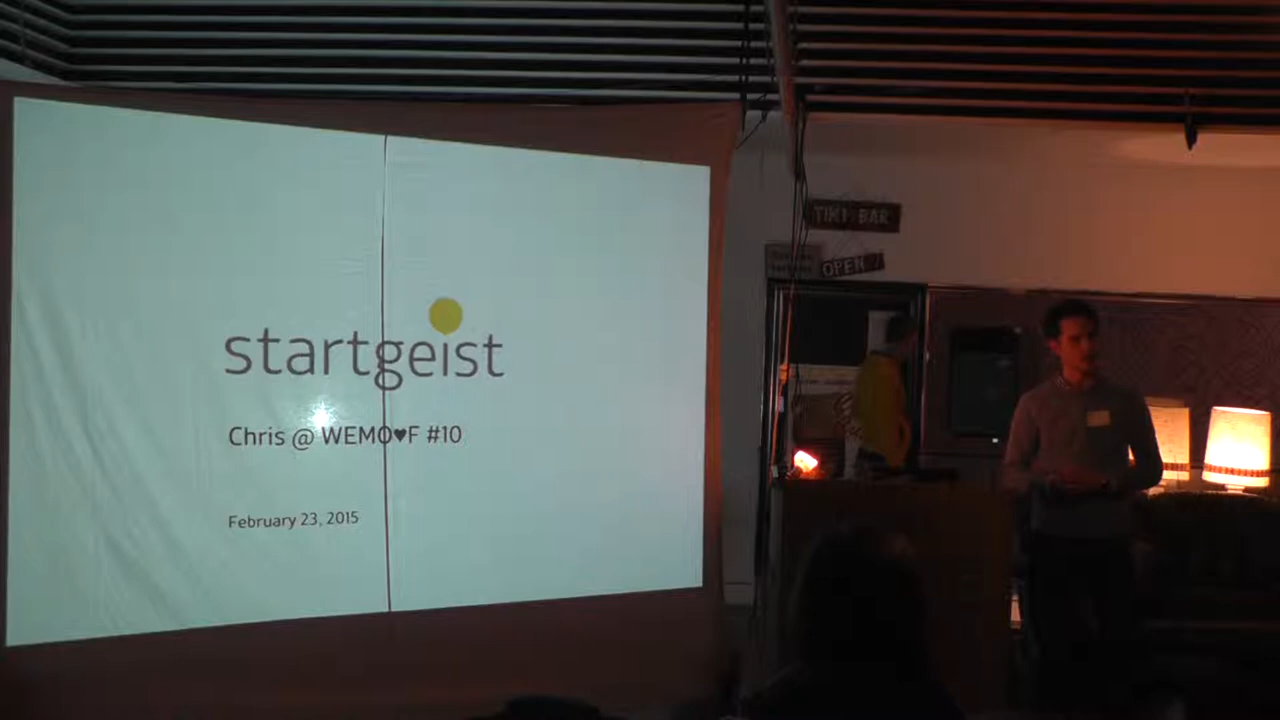 startgeist
Chris @ WEMO♥F #10
February 23, 2015
TIKI BAR
OPEN